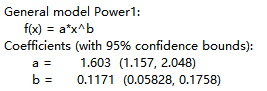 General model Power1:
f(x) = a*x^b
Coefficients (with 95% confidence bounds):
a = 1.603 (1.157, 2.048)
b = 0.1171 (0.05828, 0.1758)